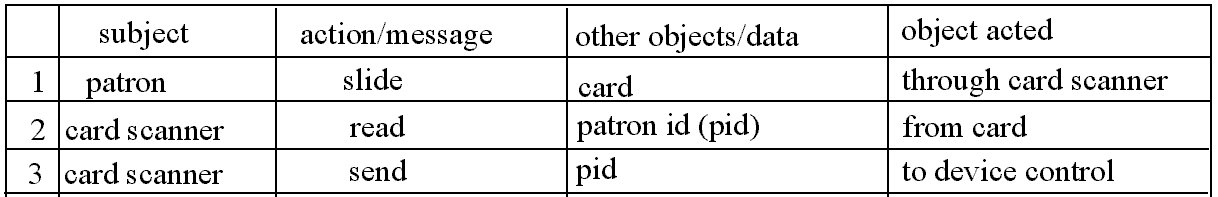 subject action/message other objects/data object acted
1 patron slide card through card scanner
2 card scanner read patron id (pid) from card
3 card scanner send pid to device control